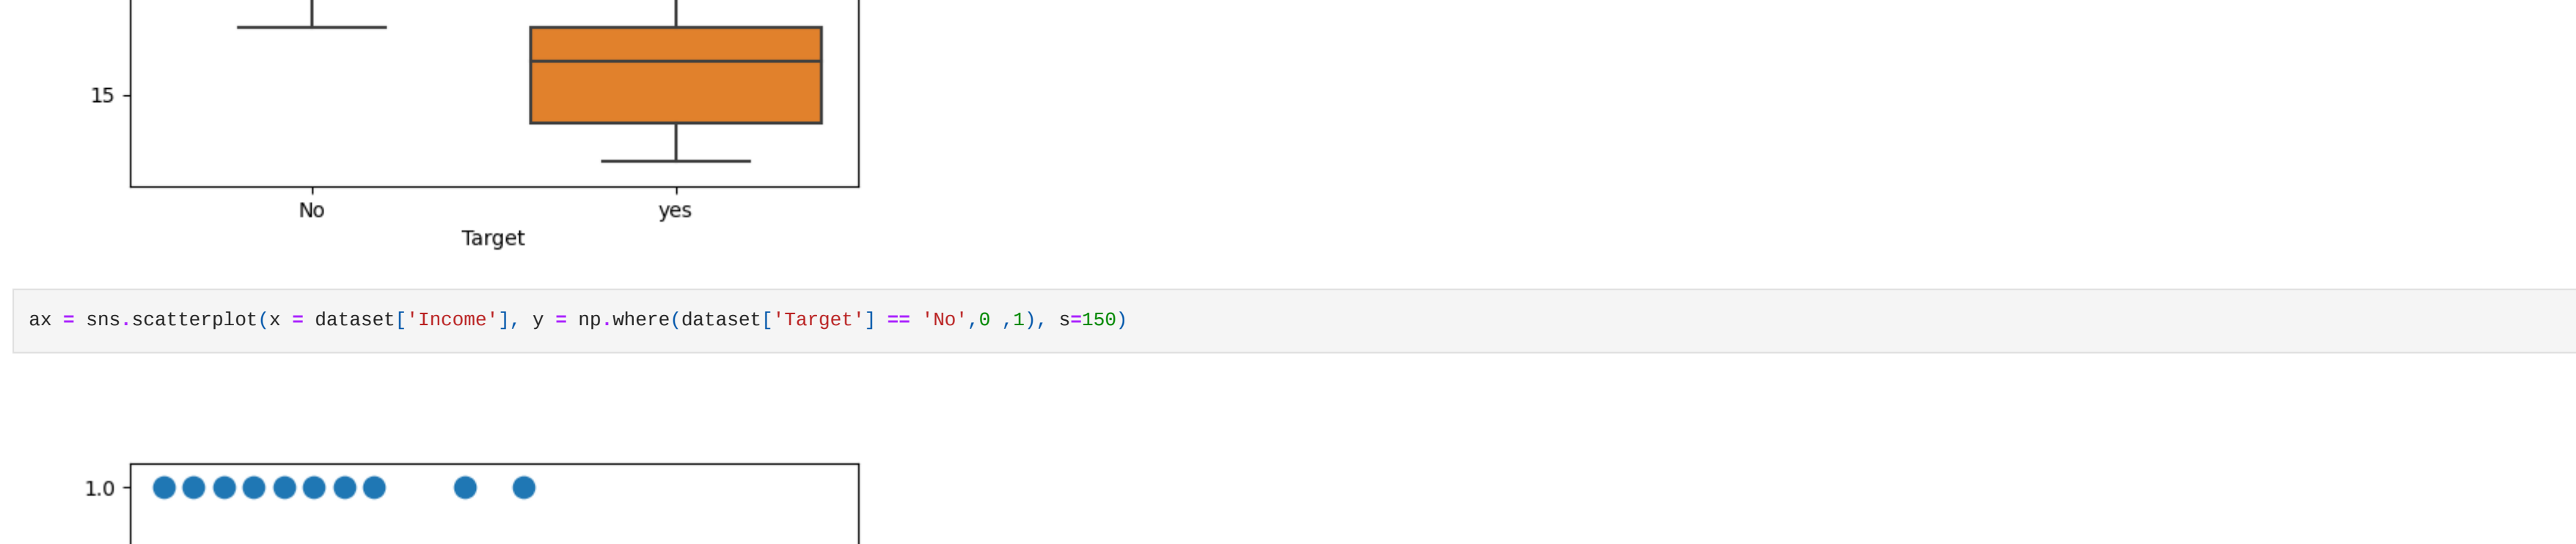 15
No yes
Target
ax = sns.scatterplot(x = dataset['Income'], y = np.where(dataset['Target'] == 'No',0 ,1), s=150)
1.0